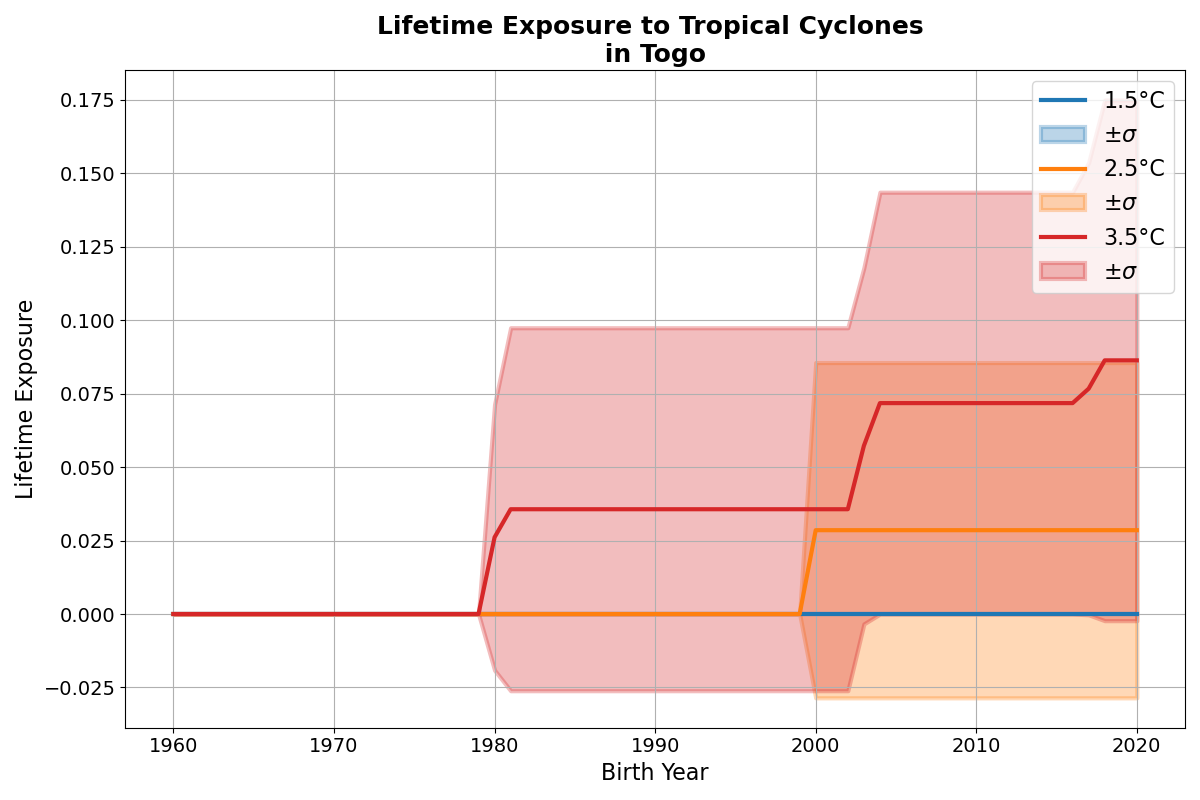 Lifetime Exposure to Tropical Cyclones
in Togo
0.175
0.150
0.125
0.100
0.075
0.050
0.025
0.000
−0.025
Lifetime Exposure
1.5°C
±σ
2.5°C
±σ
3.5°C
±σ
1960 1970 1980 1990 2000 2010 2020
Birth Year